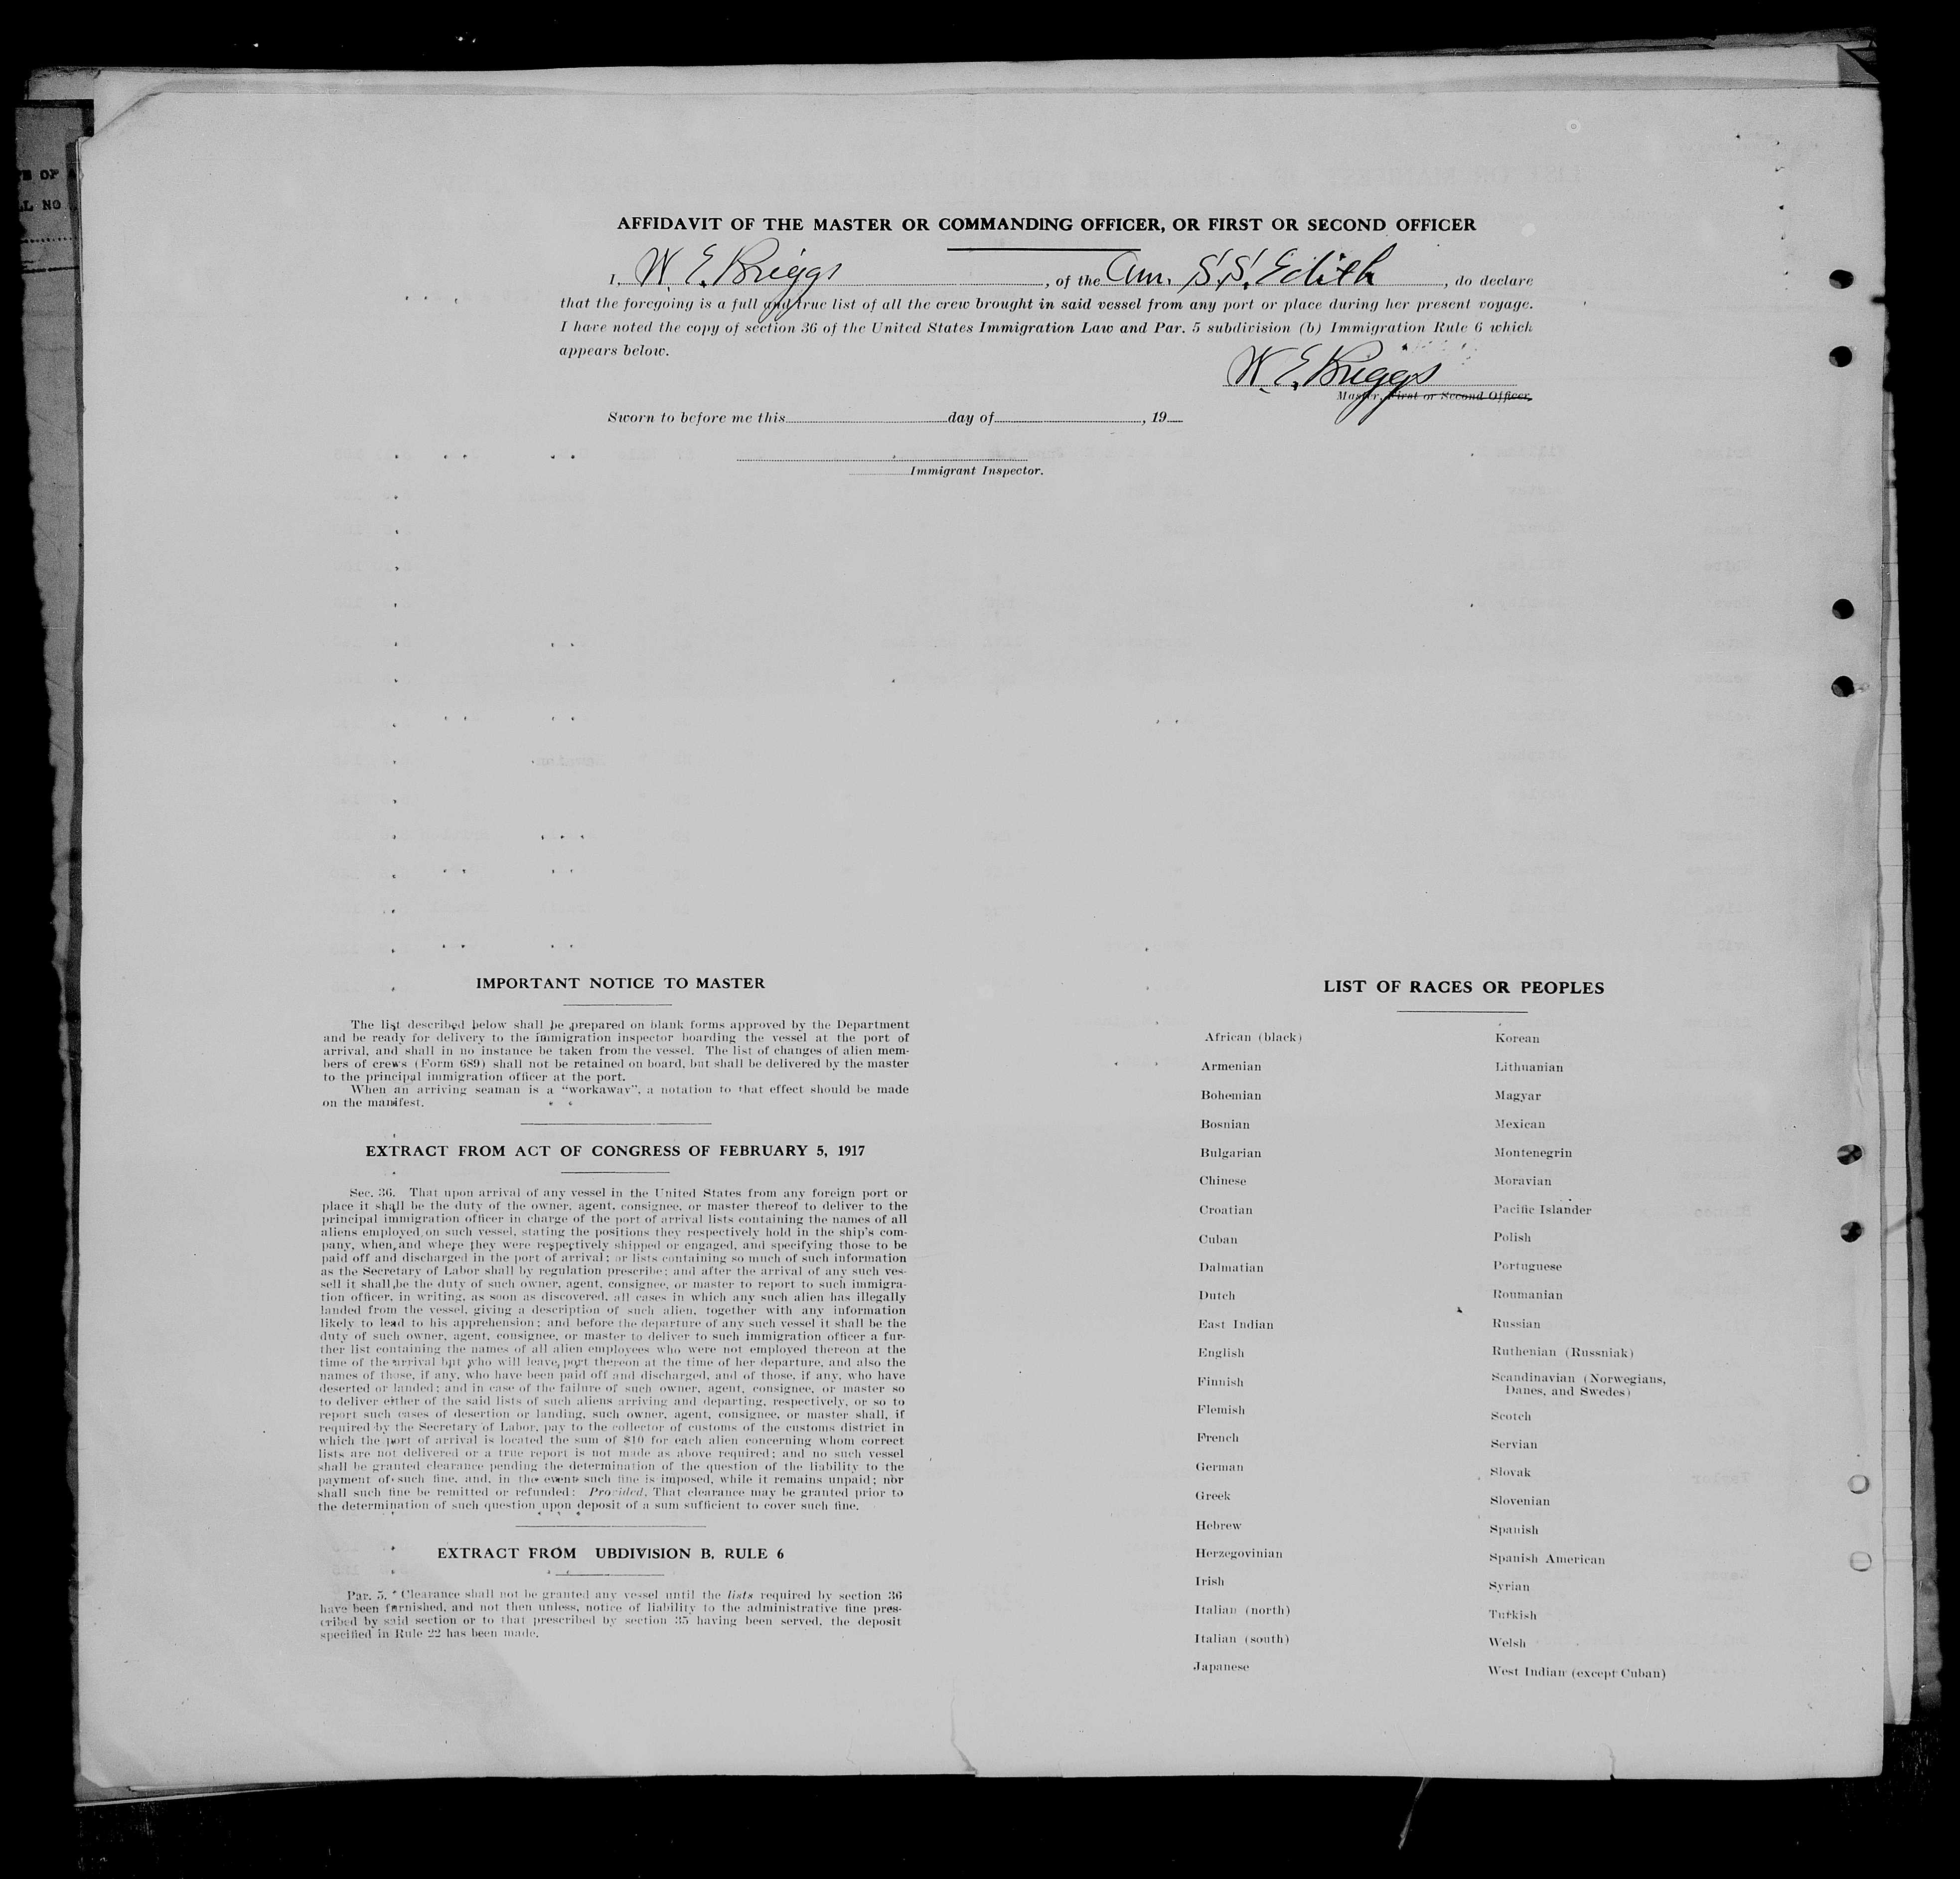 AFFIDAVIT OF THE MASTER OR COMMANDING OFFICER, OR FIRST OR SECOND OFFICER
I, W. E. Briggs, of the Am. S.S. Edith, do declare
that the foregoing is a full and true list of all the crew brought in said vessel from any port or place during her present voyage.
I have noted the copy of section 36 of the United States Immigration Law and Par. 5 subdivision (b) Immigration Rule 6 which
appears below.
W. E. Briggs
Master, First or Second Officer.
Sworn to before me this day of , 19
Immigrant Inspector.
IMPORTANT NOTICE TO MASTER
The list described below shall be prepared on blank forms approved by the Department
and be ready for delivery to the immigration inspector boarding the vessel at the port of
arrival, and shall in no instance be taken from the vessel. The list of changes of alien mem-
bers of crews (Form 689) shall not be retained on board, but shall be delivered by the master
to the principal immigration officer at the port.
When an arriving seaman is a "workaway", a notation to that effect should be made
on the manifest.
EXTRACT FROM ACT OF CONGRESS OF FEBRUARY 5, 1917
Sec. 36. That upon arrival of any vessel in the United States from any foreign port or
place it shall be the duty of the owner, agent, consignee, or master thereof to deliver to the
principal immigration officer in charge of the port of arrival lists containing the names of all
aliens employed on such vessel, stating the positions they respectively hold in the ship's com-
pany, when and where they were respectively shipped or engaged, and specifying those to be
paid off and discharged in the port of arrival; or lists containing so much of such information
as the Secretary of Labor shall by regulation prescribe; and after the arrival of any such ves-
sell it shall be the duty of such owner, agent, consignee, or master to report to such immigra-
tion officer, in writing, as soon as discovered, all cases in which any such alien has illegally
landed from the vessel, giving a description of such alien, together with any information
likely to lead to his apprehension; and before the departure of any such vessel it shall be the
duty of such owner, agent, consignee, or master to deliver to such immigration officer a fur-
ther list containing the names of all alien employees who were not employed thereon at the
time of the arrival but who will leave port thereon at the time of her departure, and also the
names of those, if any, who have been paid off and discharged, and of those, if any, who have
deserted or landed; and in case of the failure of such owner, agent, consignee, or master so
to deliver either of the said lists of such aliens arriving and departing, respectively, or so to
report such cases of desertion or landing, such owner, agent, consignee, or master shall, if
required by the Secretary of Labor, pay to the collector of customs of the customs district in
which the port of arrival is located the sum of $10 for each alien concerning whom correct
lists are not delivered or a true report is not made as above required; and no such vessel
shall be granted clearance pending the determination of the question of the liability to the
payment of such fine, and, in the event such fine is imposed, while it remains unpaid; nor
shall such fine be remitted or refunded: Provided, That clearance may be granted prior to
the determination of such question upon deposit of a sum sufficient to cover such fine.
EXTRACT FROM UBDIVISION B, RULE 6
Par. 5. Clearance shall not be granted any vessel until the lists required by section 36
have been furnished, and not then unless, notice of liability to the administrative fine pres-
cribed by said section or to that prescribed by section 35 having been served, the deposit
specified in Rule 22 has been made.
LIST OF RACES OR PEOPLES
African (black)
Armenian
Bohemian
Bosnian
Bulgarian
Chinese
Croatian
Cuban
Dalmatian
Dutch
East Indian
English
Finnish
Flemish
French
German
Greek
Hebrew
Herzegovinian
Irish
Italian (north)
Italian (south)
Japanese
Korean
Lithuanian
Magyar
Mexican
Montenegrin
Moravian
Pacific Islander
Polish
Portuguese
Roumanian
Russian
Ruthenian (Russniak)
Scandinavian (Norwegians,
Danes, and Swedes)
Scotch
Servian
Slovak
Slovenian
Spanish
Spanish American
Syrian
Turkish
Welsh
West Indian (except Cuban)